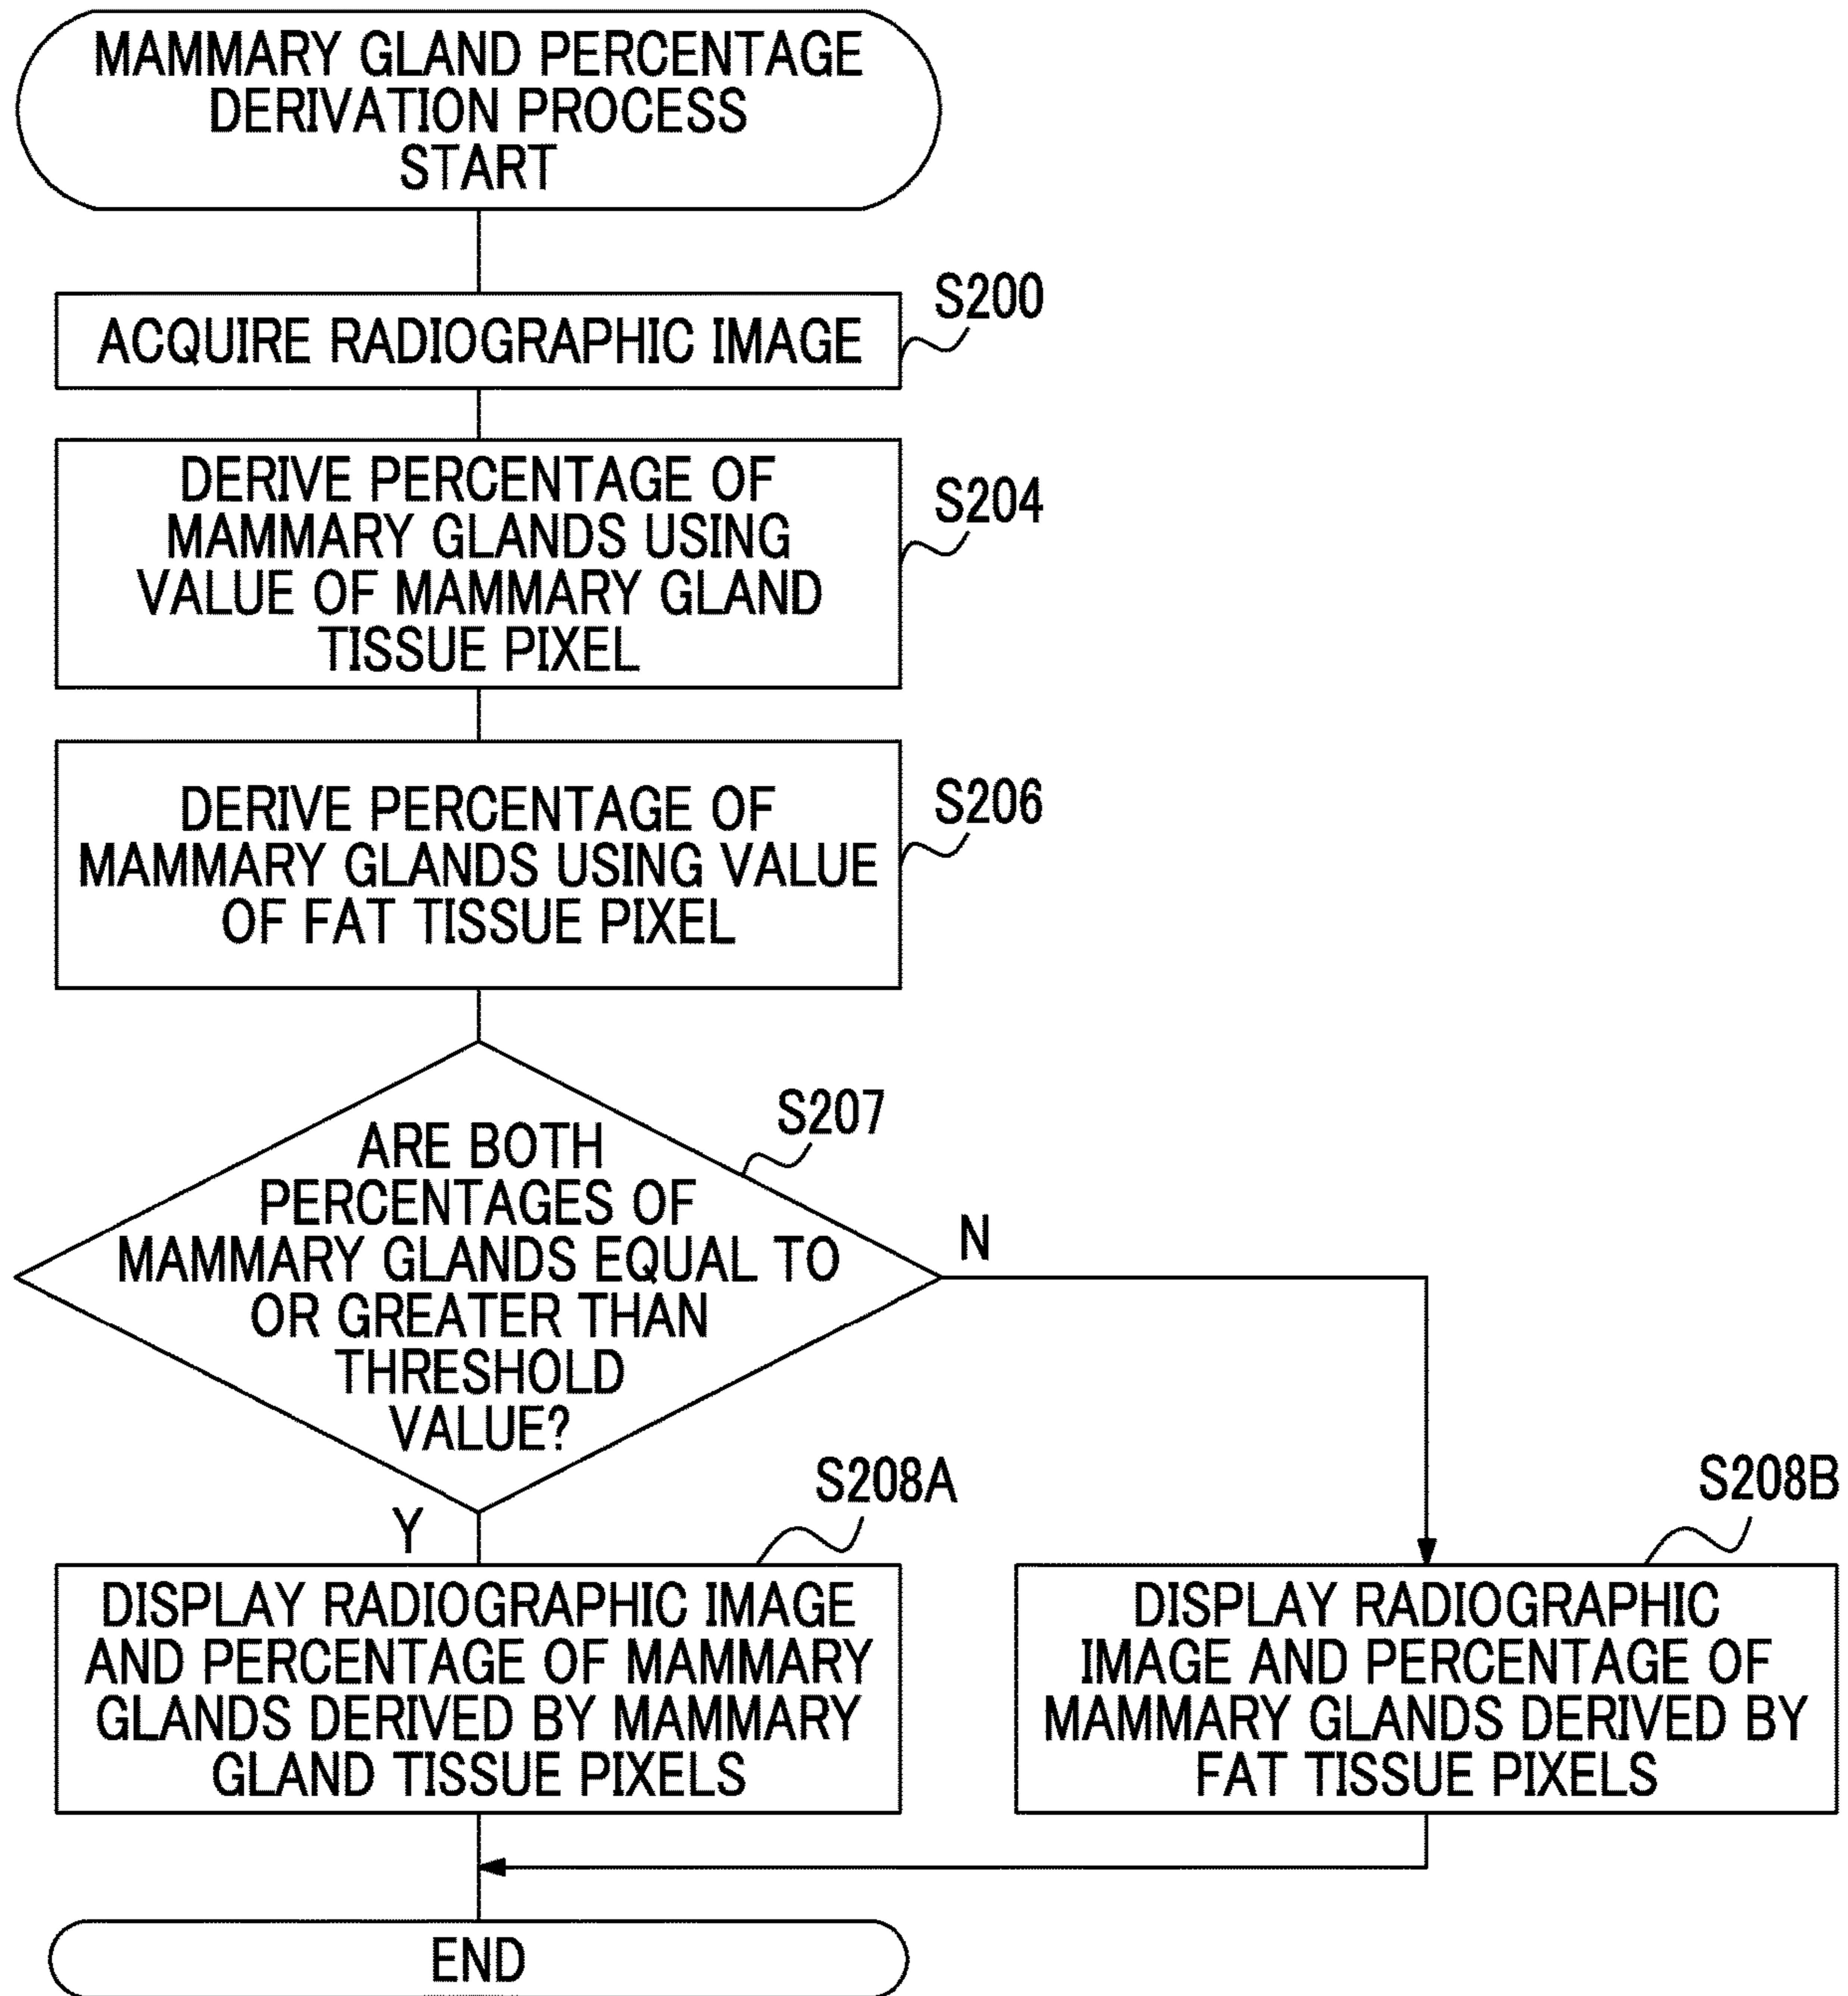 MAMMARY GLAND PERCENTAGE
DERIVATION PROCESS
START
S200
ACQUIRE RADIOGRAPHIC IMAGE
S204
DERIVE PERCENTAGE OF
MAMMARY GLANDS USING
VALUE OF MAMMARY GLAND
TISSUE PIXEL
S206
DERIVE PERCENTAGE OF
MAMMARY GLANDS USING VALUE
OF FAT TISSUE PIXEL
S207
ARE BOTH
PERCENTAGES OF
MAMMARY GLANDS EQUAL TO
OR GREATER THAN
THRESHOLD
VALUE?
N
Y
S208A
DISPLAY RADIOGRAPHIC IMAGE
AND PERCENTAGE OF MAMMARY
GLANDS DERIVED BY MAMMARY
GLAND TISSUE PIXELS
S208B
DISPLAY RADIOGRAPHIC
IMAGE AND PERCENTAGE OF
MAMMARY GLANDS DERIVED BY
FAT TISSUE PIXELS
END